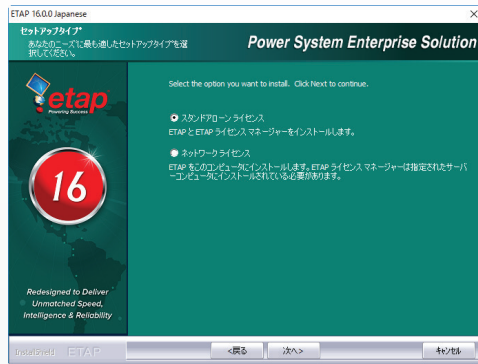 ETAP 16.0.0 Japanese
セットアップタイプ*
あなたのニーズに最も適したセットアップタイプを選
択してください。
Power System Enterprise Solution
etap
Powering Success
Select the option you want to install. Click Next to continue.
スタンドアローン ライセンス
ETAP と ETAP ライセンス マネージャーをインストールします。
ネットワーク ライセンス
ETAP をこのコンピュータにインストールします。ETAP ライセンス マネージャーは指定されたサーバ
ーコンピュータにインストールされている必要があります。
16
Redesigned to Deliver
Unmatched Speed,
Intelligence & Reliability
InstallShield ETAP
<戻る
次へ>
キャンセル